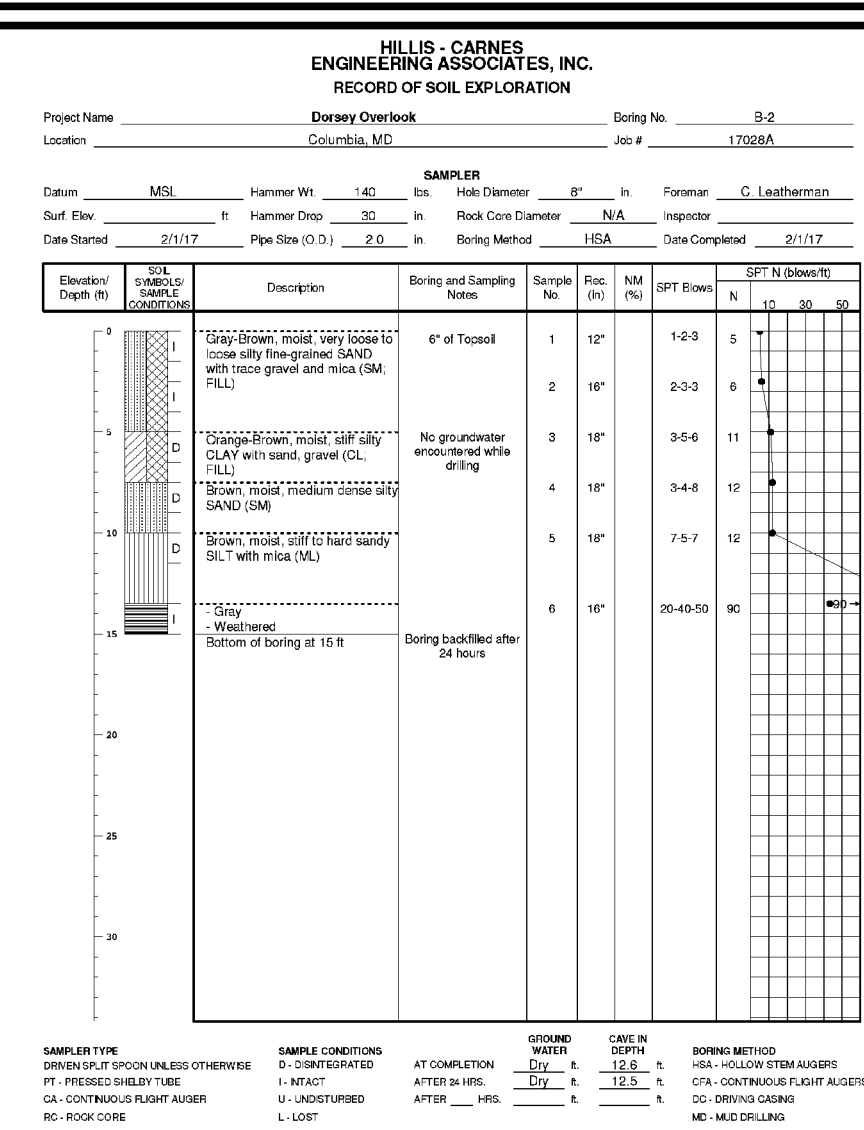 HILLIS - CARNES
ENGINEERING ASSOCIATES, INC.
RECORD OF SOIL EXPLORATION
Project Name Dorsey Overlook Boring No. B-2
Location Columbia, MD Job # 17028A
SAMPLER
Datum MSL Hammer Wt. 140 lbs. Hole Diameter 8" in. Foreman C. Leatherman
Surf. Elev. ft Hammer Drop 30 in. Rock Core Diameter N/A Inspector
Date Started 2/1/17 Pipe Size (O.D.) 2.0 in. Boring Method HSA Date Completed 2/1/17
Elevation/
Depth (ft)
SOIL
SYMBOLS/
SAMPLE
CONDITIONS
Description
Boring and Sampling
Notes
Sample
No.
Rec.
(in)
NM
(%)
SPT Blows
SPT N (blows/ft)
N
10 30 50
0
I
Gray-Brown, moist, very loose to
loose silty fine-grained SAND
with trace gravel and mica (SM;
FILL)
6" of Topsoil
1 12" 1-2-3 5
I
2 16" 2-3-3 6
5
D
Orange-Brown, moist, stiff silty
CLAY with sand, gravel (CL;
FILL)
No groundwater
encountered while
drilling
3 18" 3-5-6 11
D
Brown, moist, medium dense silty
SAND (SM)
4 18" 3-4-8 12
10
D
Brown, moist, stiff to hard sandy
SILT with mica (ML)
5 18" 7-5-7 12
I
- Gray
- Weathered
6 16" 20-40-50 90
90
15
Bottom of boring at 15 ft
Boring backfilled after
24 hours
20
25
30
SAMPLER TYPE
DRIVEN SPLIT SPOON UNLESS OTHERWISE
PT - PRESSED SHELBY TUBE
CA - CONTINUOUS FLIGHT AUGER
RC - ROCK CORE
SAMPLE CONDITIONS
D - DISINTEGRATED
I - INTACT
U - UNDISTURBED
L - LOST
GROUND
WATER
CAVE IN
DEPTH
AT COMPLETION Dry ft. 12.6 ft.
AFTER 24 HRS. Dry ft. 12.5 ft.
AFTER HRS. ft. ft.
BORING METHOD
HSA - HOLLOW STEM AUGERS
CFA - CONTINUOUS FLIGHT AUGERS
DC - DRIVING CASING
MD - MUD DRILLING